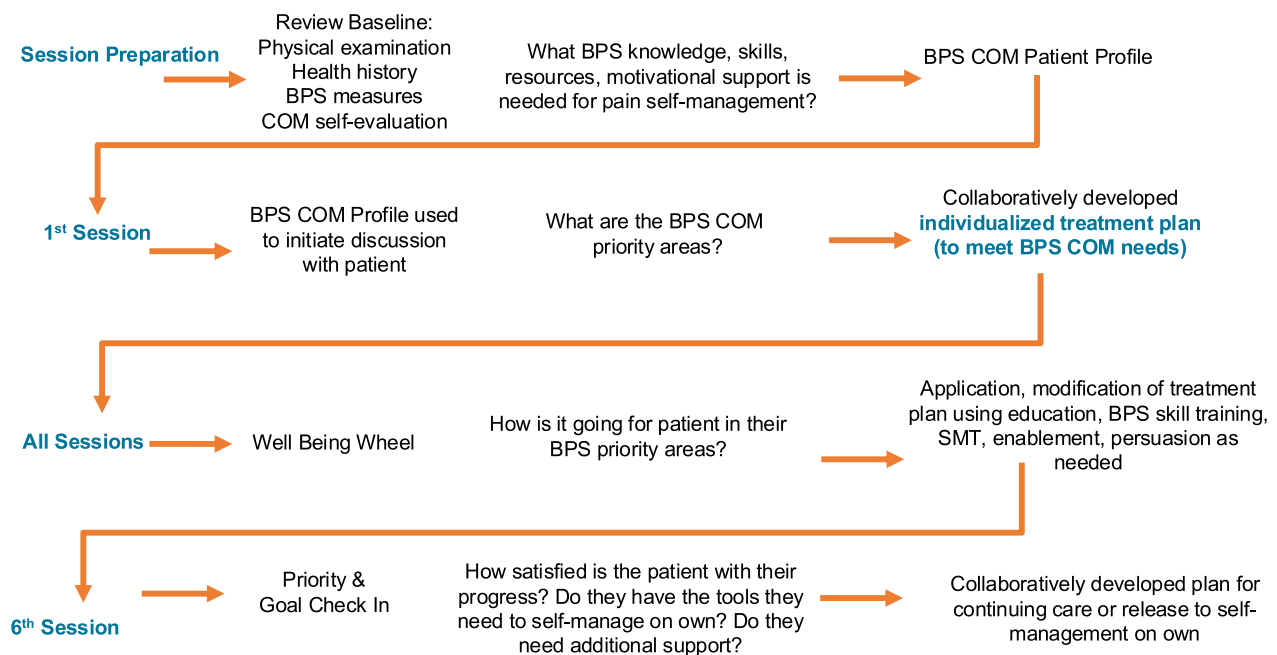 Session Preparation
Review Baseline:
Physical examination
Health history
BPS measures
COM self-evaluation
What BPS knowledge, skills,
resources, motivational support is
needed for pain self-management?
BPS COM Patient Profile
1st Session
BPS COM Profile used
to initiate discussion
with patient
What are the BPS COM
priority areas?
Collaboratively developed
individualized treatment plan
(to meet BPS COM needs)
All Sessions
Well Being Wheel
How is it going for patient in their
BPS priority areas?
Application, modification of treatment
plan using education, BPS skill training,
SMT, enablement, persuasion as
needed
6th Session
Priority &
Goal Check In
How satisfied is the patient with their
progress? Do they have the tools they
need to self-manage on own? Do they
need additional support?
Collaboratively developed plan for
continuing care or release to self-
management on own